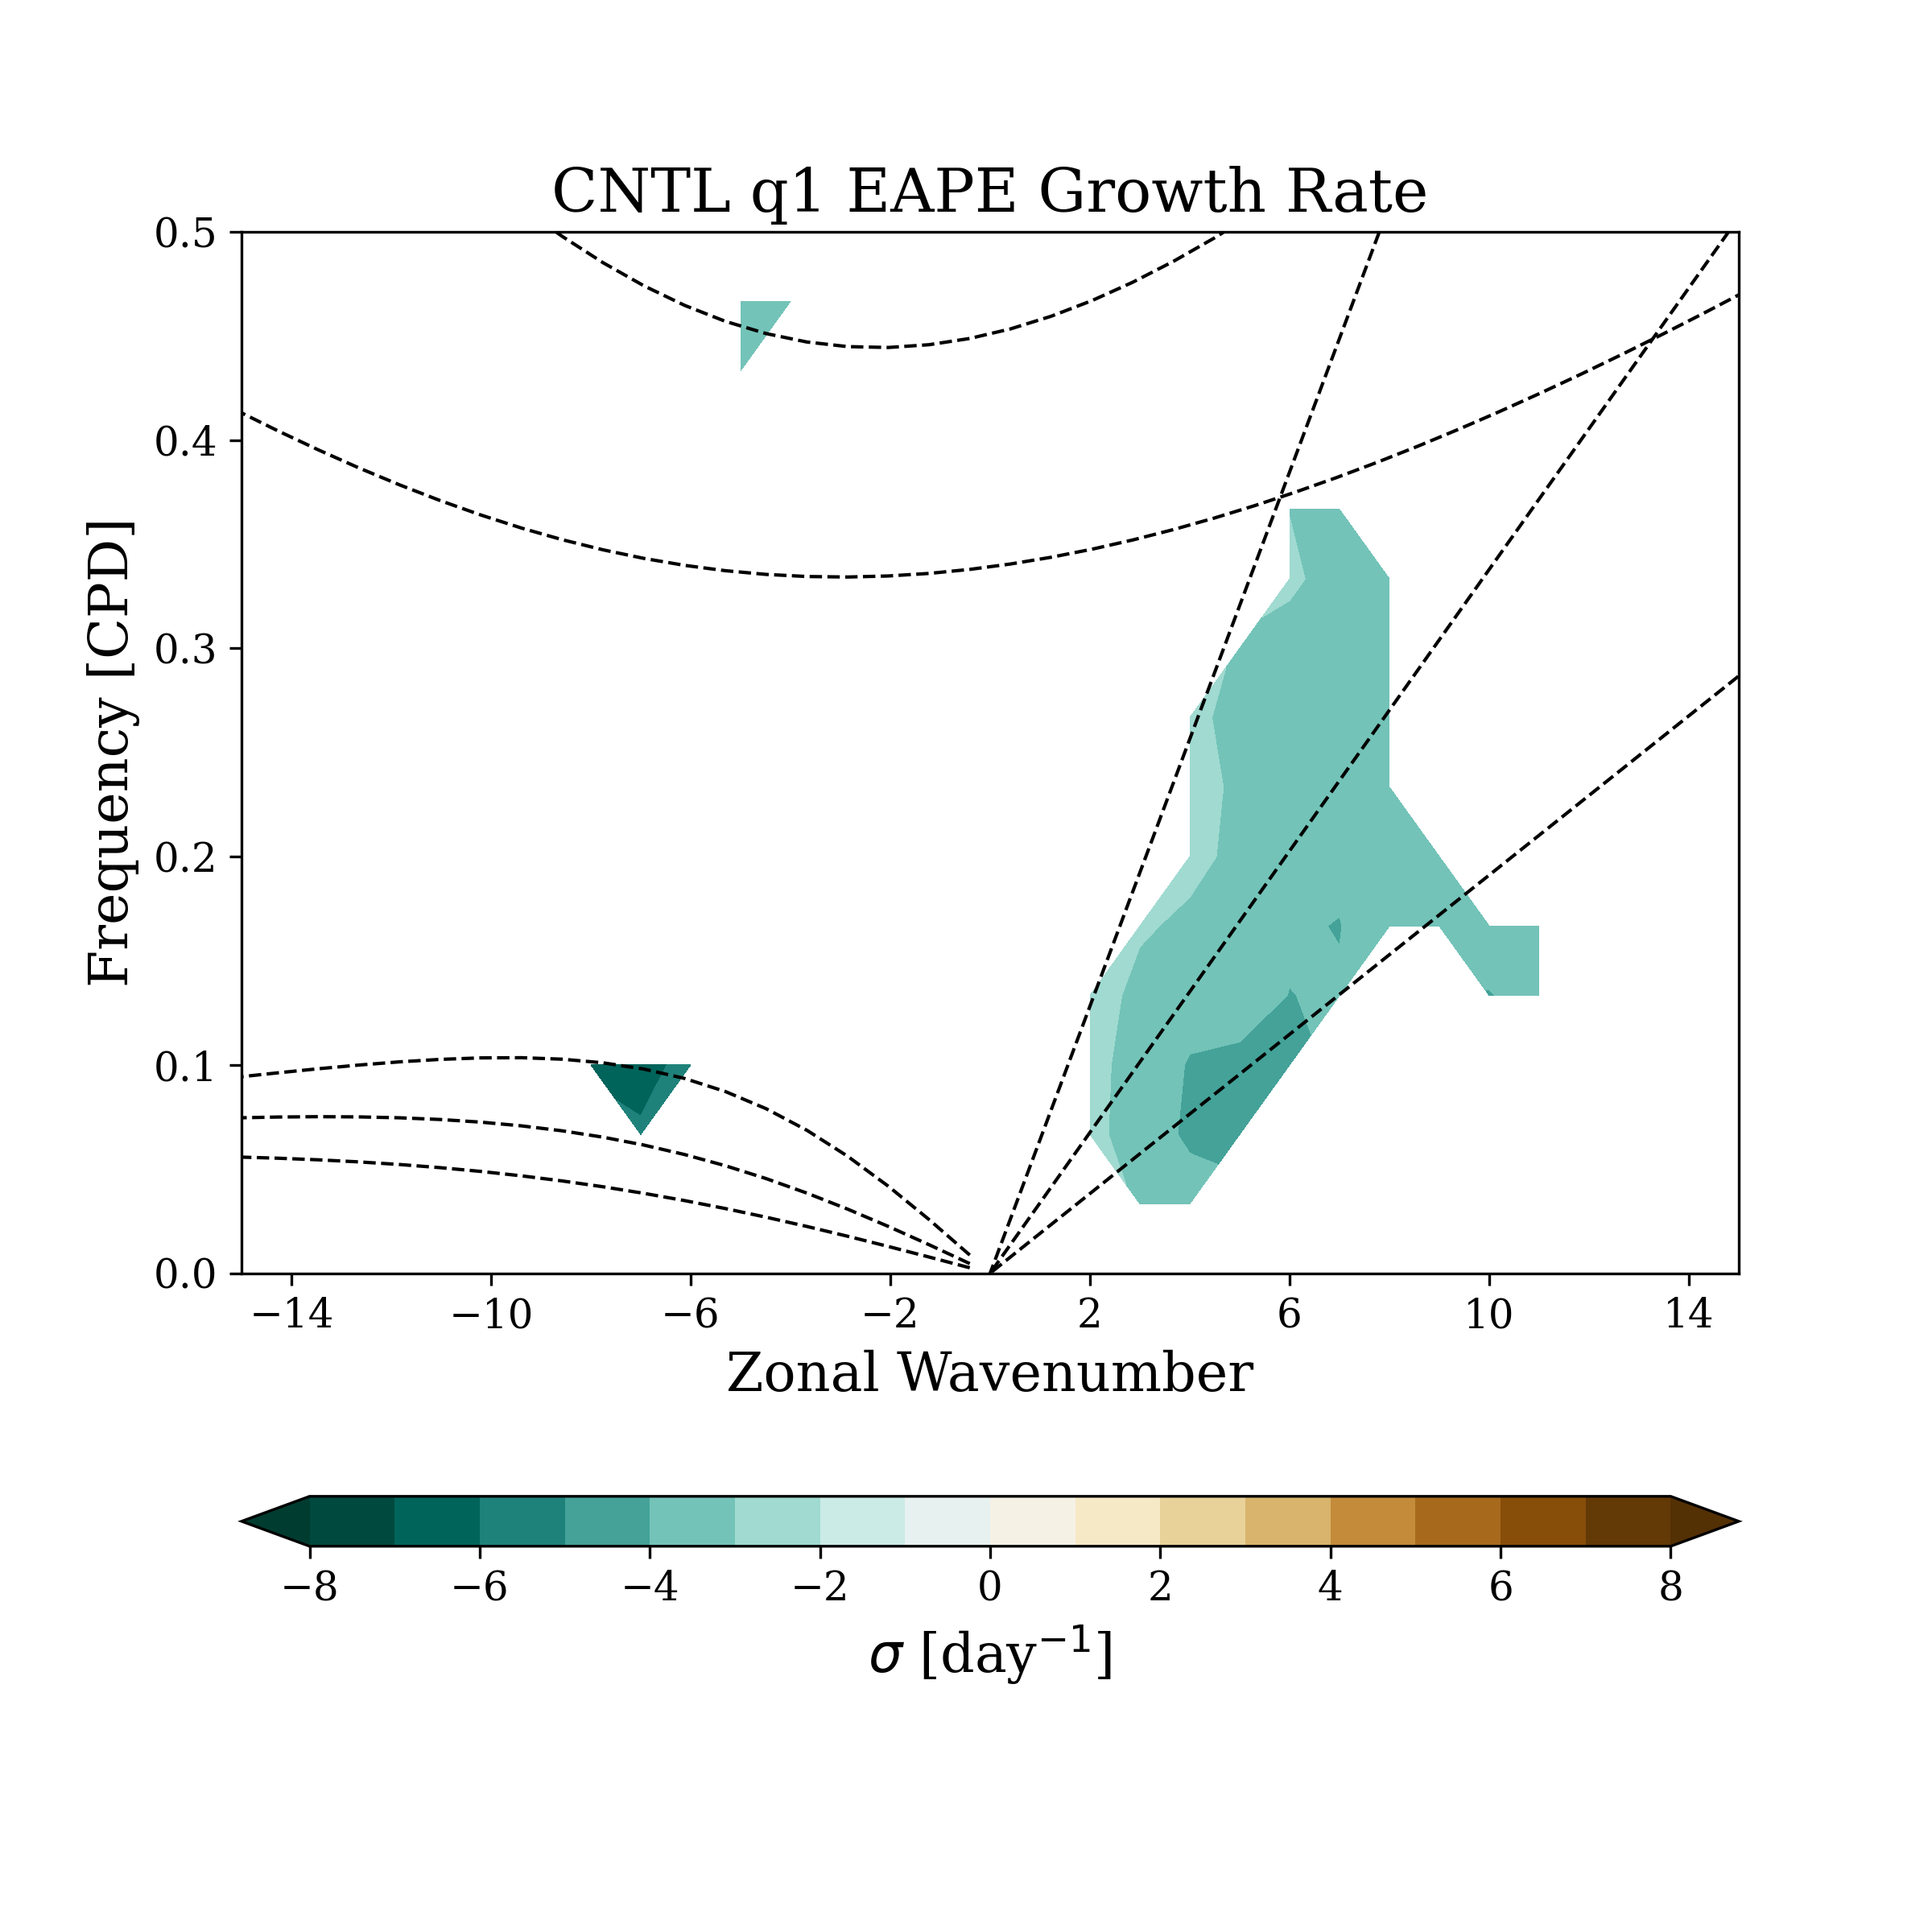 CNTL q1 EAPE Growth Rate
0.5
0.4
0.3
0.2
0.1
0.0
Frequency [CPD]
−14 −10 −6 −2 2 6 10 14
Zonal Wavenumber
−8 −6 −4 −2 0 2 4 6 8
σ [day⁻¹]